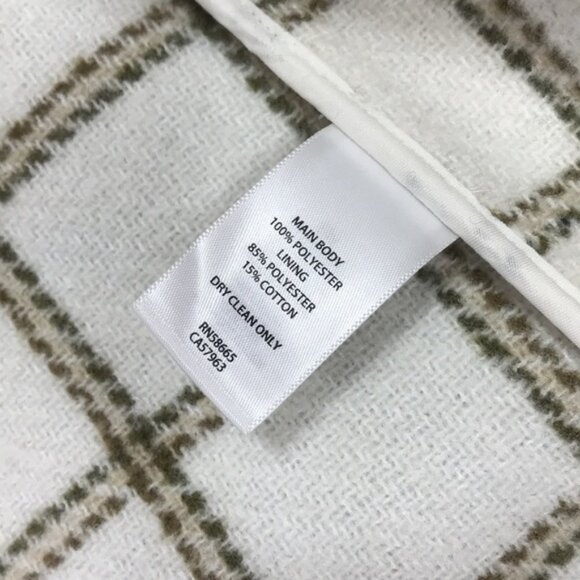 MAIN BODY
100% POLYESTER
LINING
85% POLYESTER
15% COTTON
DRY CLEAN ONLY
RN58665
CA57963